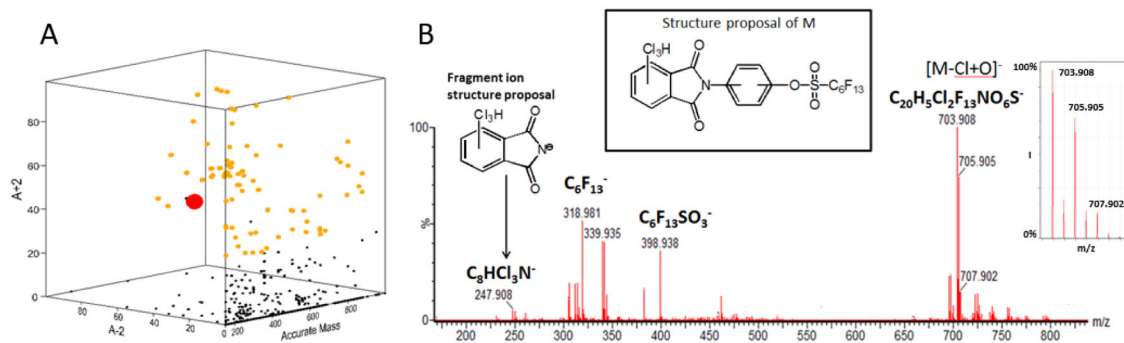 A
A+2
80
60
40
20
0
A-2
80
60
40
20
0
200
400
600
800
Accurate Mass
B
Structure proposal of M
Cl₃H
O
N
O
O
O
S
O
C₆F₁₃
Fragment ion
structure proposal
Cl₃H
O
N⊖
O
[M-Cl+O]⁻
C₂₀H₅Cl₂F₁₃NO₆S⁻
703.908
705.905
707.902
C₆F₁₃⁻
318.981
339.935
C₆F₁₃SO₃⁻
398.938
C₈HCl₃N⁻
247.908
100
%
0
200 250 300 350 400 450 500 550 600 650 700 750 800 m/z
100%
703.908
705.905
I
707.902
0%
m/z